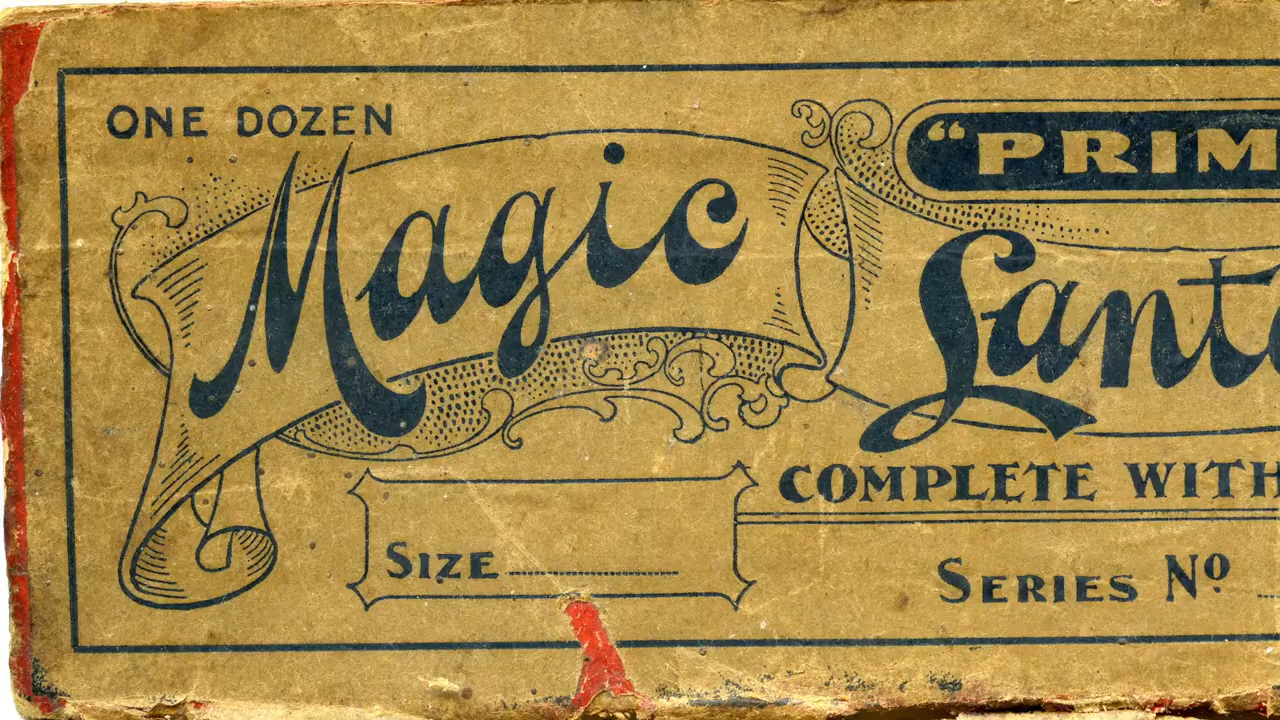 ONE DOZEN
"PRIM
Magic Lant
COMPLETE WITH
SIZE
SERIES No